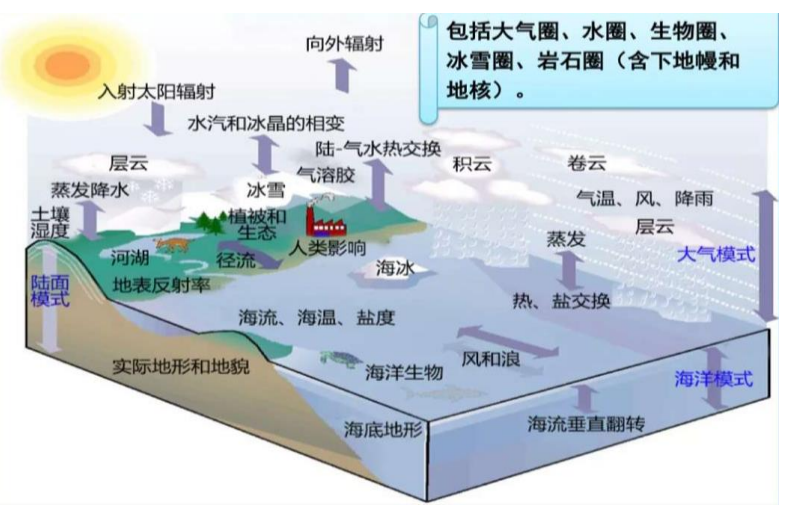 包括大气圈、水圈、生物圈、
冰雪圈、岩石圈（含下地幔和
地核）。
向外辐射
入射太阳辐射
水汽和冰晶的相变
陆-气水热交换
层云
气溶胶
积云
卷云
蒸发降水
冰雪
气温、风、降雨
土壤
湿度
植被和
生态
层云
人类影响
蒸发
河湖
径流
海冰
大气模式
陆面
模式
地表反射率
热、盐交换
海流、海温、盐度
实际地形和地貌
海洋生物
风和浪
海洋模式
海底地形
海流垂直翻转